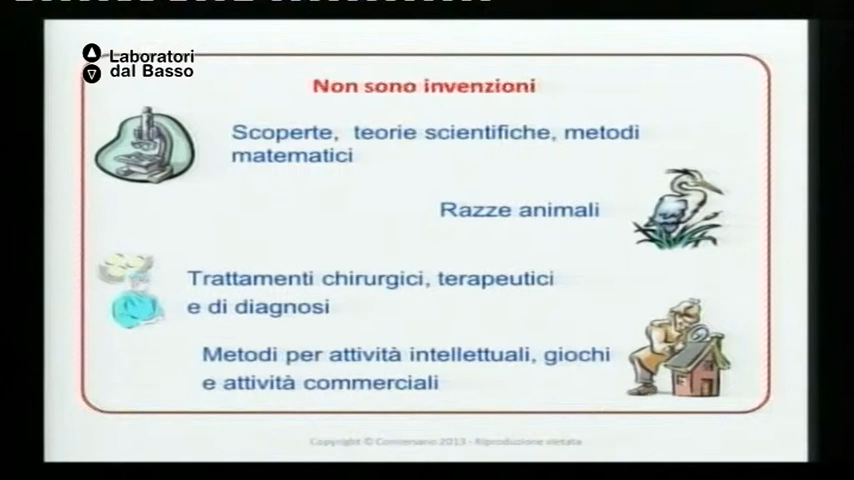 Laboratori
dal Basso
Non sono invenzioni
Scoperte, teorie scientifiche, metodi
matematici
Razze animali
Trattamenti chirurgici, terapeutici
e di diagnosi
Metodi per attività intellettuali, giochi
e attività commerciali
Copyright © Conversano 2013 - Riproduzione vietata